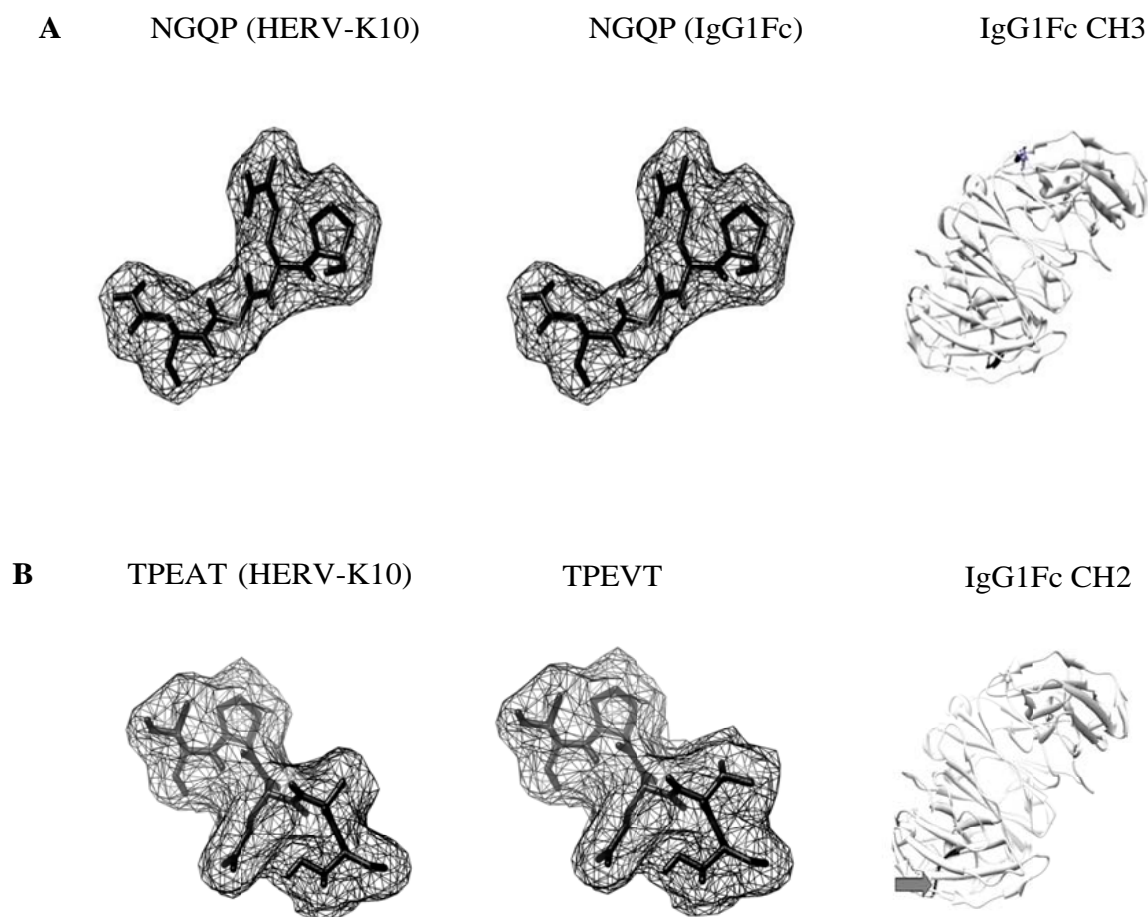 A NGQP (HERV-K10) NGQP (IgG1Fc) IgG1Fc CH3
B TPEAT (HERV-K10) TPEVT IgG1Fc CH2